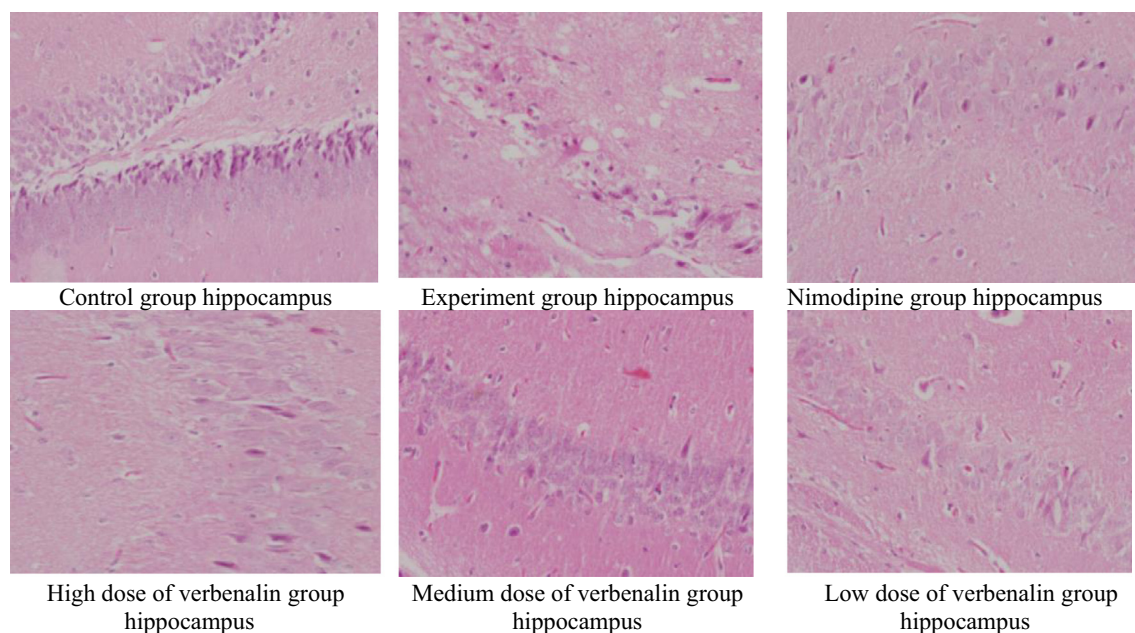 Control group hippocampus
Experiment group hippocampus
Nimodipine group hippocampus
High dose of verbenalin group
hippocampus
Medium dose of verbenalin group
hippocampus
Low dose of verbenalin group
hippocampus